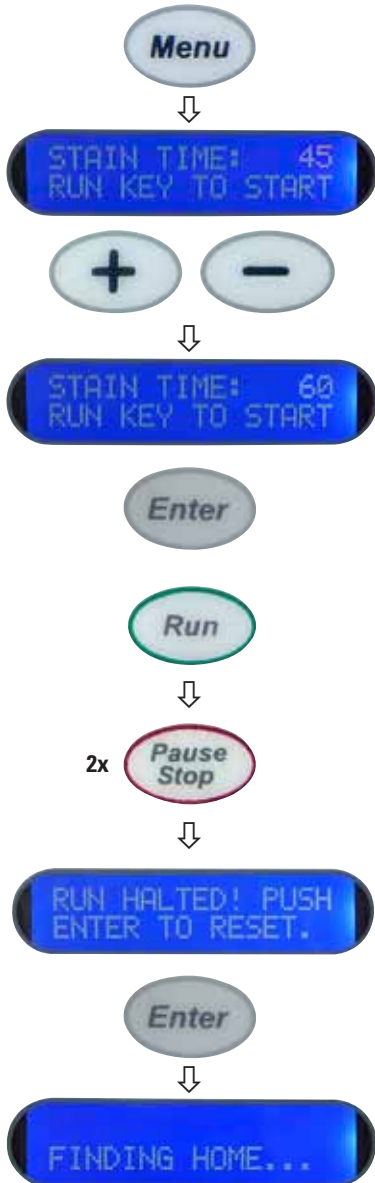 Menu
STAIN TIME: 45
RUN KEY TO START
+ −
STAIN TIME: 60
RUN KEY TO START
Enter
Run
2x Pause
Stop
RUN HALTED! PUSH
ENTER TO RESET.
Enter
FINDING HOME...